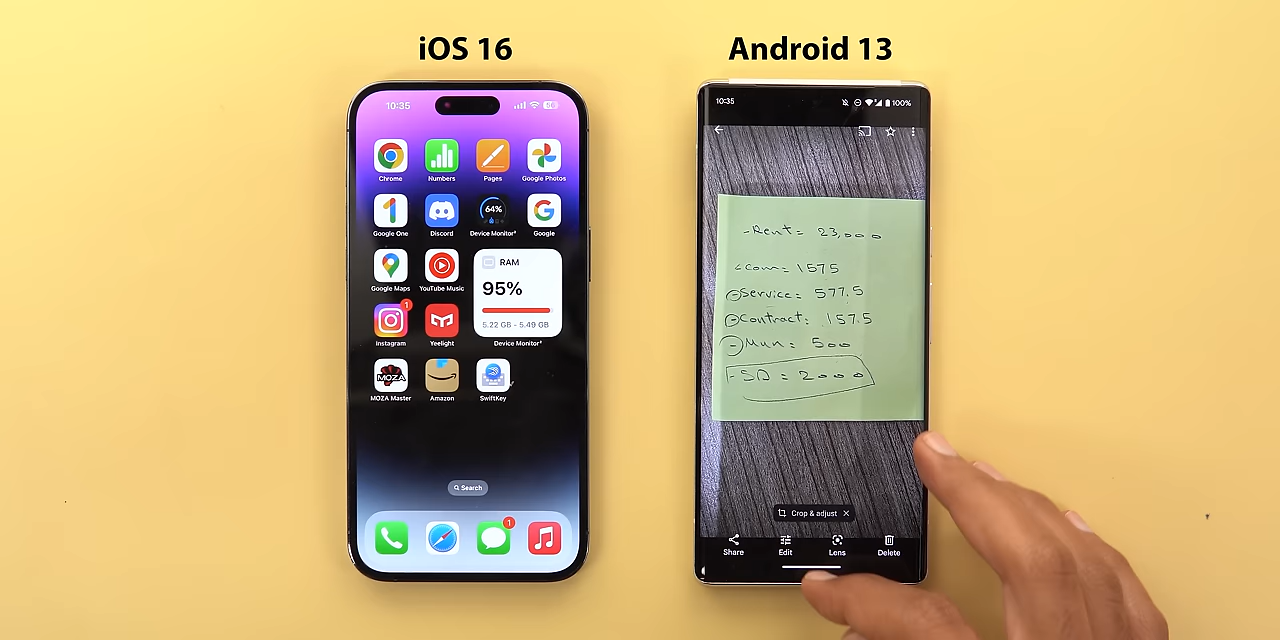 iOS 16
Android 13
10:35
Chrome
Numbers
Pages
Google Photos
Google One
Discord
64%
Device Monitor⁺
Google
Google Maps
YouTube Music
RAM
95%
5.22 GB - 5.49 GB
Device Monitor⁺
1
Instagram
Yeelight
MOZA
MOZA Master
Amazon
SwiftKey
Search
1
10:35
100%
- Rent = 23,000
Com = 1575
- Service = 577.5
- Contract: 157.5
- Mun = 500
- SD = 2000
Crop & adjust
Share
Edit
Lens
Delete